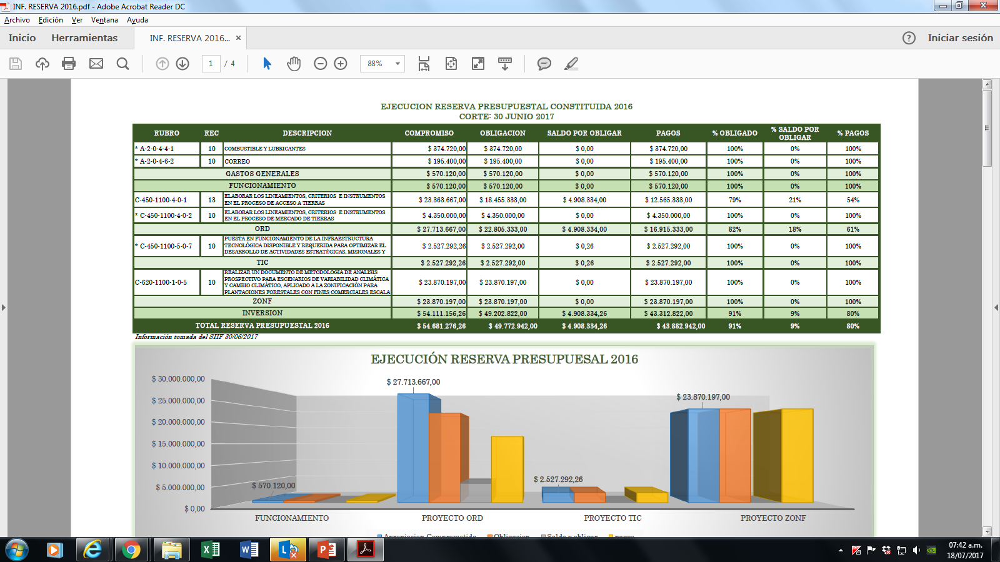 INF. RESERVA 2016.pdf - Adobe Acrobat Reader DC
Archivo Edición Ver Ventana Ayuda
Inicio Herramientas INF. RESERVA 2016... × ? Iniciar sesión
1 / 4 88%
EJECUCION RESERVA PRESUPUESTAL CONSTITUIDA 2016
CORTE: 30 JUNIO 2017
RUBRO REC DESCRIPCION COMPROMISO OBLIGACION SALDO POR OBLIGAR PAGOS % OBLIGADO % SALDO POR OBLIGAR % PAGOS
* A-2-0-4-4-1 10 COMBUSTIBLE Y LUBRICANTES $ 374.720,00 $ 374.720,00 $ 0,00 $ 374.720,00 100% 0% 100%
* A-2-0-4-6-2 10 CORREO $ 195.400,00 $ 195.400,00 $ 0,00 $ 195.400,00 100% 0% 100%
GASTOS GENERALES $ 570.120,00 $ 570.120,00 $ 0,00 $ 570.120,00 100% 0% 100%
FUNCIONAMIENTO $ 570.120,00 $ 570.120,00 $ 0,00 $ 570.120,00 100% 0% 100%
C-450-1100-4-0-1 13 ELABORAR LOS LINEAMIENTOS, CRITERIOS E INSTRUMENTOS
EN EL PROCESO DE ACCESO A TIERRAS $ 23.363.667,00 $ 18.455.333,00 $ 4.908.334,00 $ 12.565.333,00 79% 21% 54%
* C-450-1100-4-0-2 10 ELABORAR LOS LINEAMIENTOS, CRITERIOS E INSTRUMENTOS
EN EL PROCESO DE MERCADO DE TIERRAS $ 4.350.000,00 $ 4.350.000,00 $ 0,00 $ 4.350.000,00 100% 0% 100%
ORD $ 27.713.667,00 $ 22.805.333,00 $ 4.908.334,00 $ 16.915.333,00 82% 18% 61%
* C-450-1100-5-0-7 10 PUESTA EN FUNCIONAMIENTO DE LA INFRAESTRUCTURA
TECNOLÓGICA DISPONIBLE Y REQUERIDA PARA OPTIMIZAR EL
DESARROLLO DE ACTIVIDADES ESTRATÉGICAS, MISIONALES Y $ 2.527.292,26 $ 2.527.292,00 $ 0,26 $ 2.527.292,00 100% 0% 100%
TIC $ 2.527.292,26 $ 2.527.292,00 $ 0,26 $ 2.527.292,00 100% 0% 100%
C-620-1100-1-0-5 10 REALIZAR UN DOCUMENTO DE METODOLOGIA DE ANALISIS
PROSPECTIVO PARA ESCENARIOS DE VARIABILIDAD CLIMÁTICA
Y CAMBIO CLIMÁTICO, APLICADO A LA ZONIFICACIÓN PARA
PLANTACIONES FORESTALES CON FINES COMERCIALES ESCALA $ 23.870.197,00 $ 23.870.197,00 $ 0,00 $ 23.870.197,00 100% 0% 100%
ZONF $ 23.870.197,00 $ 23.870.197,00 $ 0,00 $ 23.870.197,00 100% 0% 100%
INVERSION $ 54.111.156,26 $ 49.202.822,00 $ 4.908.334,26 $ 43.312.822,00 91% 9% 80%
TOTAL RESERVA PRESUPUESTAL 2016 $ 54.681.276,26 $ 49.772.942,00 $ 4.908.334,26 $ 43.882.942,00 91% 9% 80%
Información tomada del SIIF 30/06/2017
EJECUCIÓN RESERVA PRESUPUESAL 2016
$ 30.000.000,00
$ 25.000.000,00
$ 20.000.000,00
$ 15.000.000,00
$ 10.000.000,00
$ 5.000.000,00
$ 0,00
$ 570.120,00
$ 27.713.667,00
$ 2.527.292,26
$ 23.870.197,00
FUNCIONAMIENTO PROYECTO ORD PROYECTO TIC PROYECTO ZONF
Apropiacion Comprometida Obligacion Saldo x obligar pagos
07:42 a.m.
18/07/2017